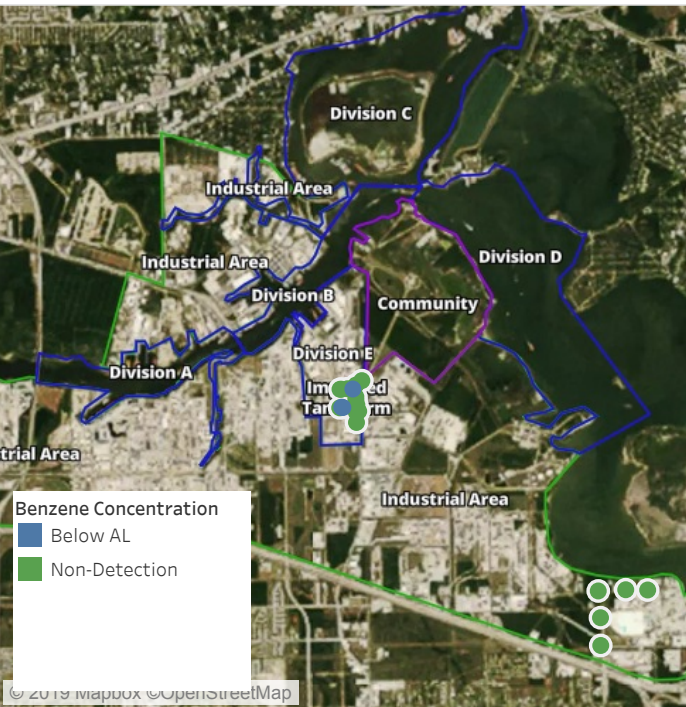 Division C
Industrial Area
Industrial Area
Division D
Division B
Community
Division E
Division A
trial Area
Industrial Area
Benzene Concentration
Below AL
Non-Detection
© 2019 Mapbox ©OpenStreetMap